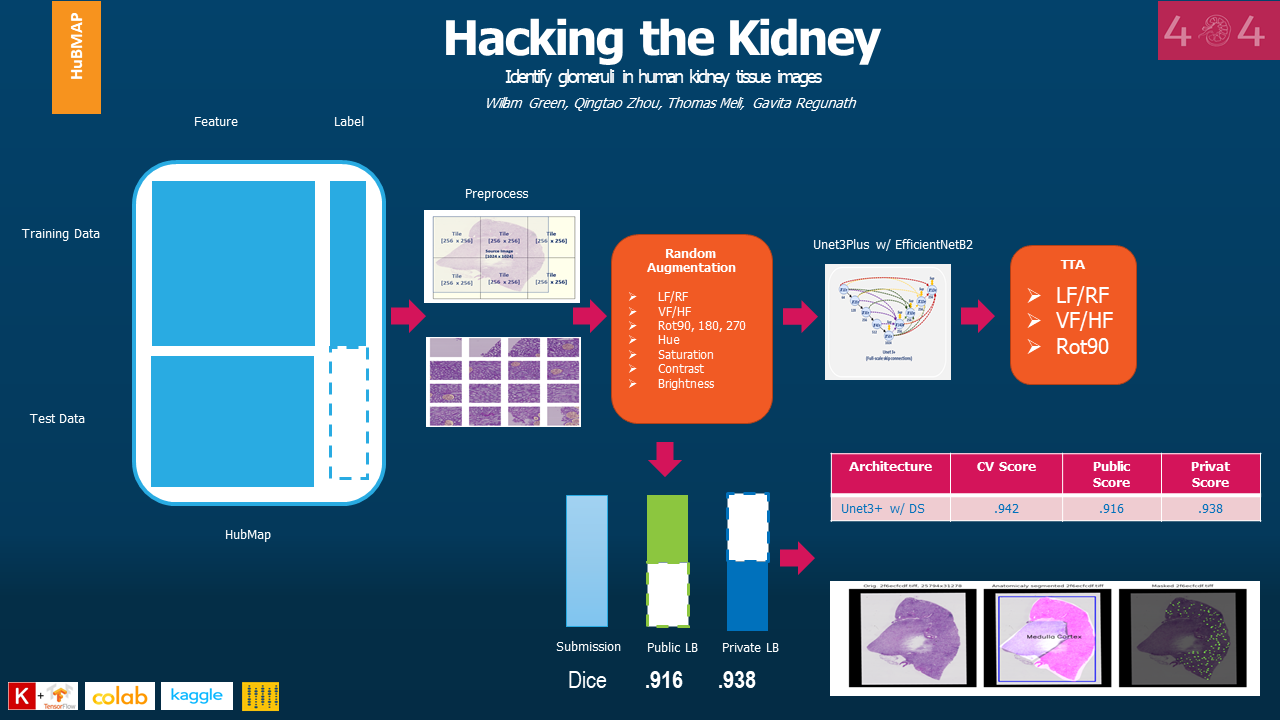 HuBMAP
Hacking the Kidney
4 4
Identify glomeruli in human kidney tissue images
William Green, Qingtao Zhou, Thomas Meli, Gavita Regunath
Feature
Label
Training Data
Test Data
HubMap
Preprocess
Tile Tile Tile
[256 x 256] [256 x 256] [256 x 256]
Source Image
[1024 x 1024]
Tile Tile Tile
[256 x 256] [256 x 256] [256 x 256]
Random
Augmentation
➢ LF/RF
➢ VF/HF
➢ Rot90, 180, 270
➢ Hue
➢ Saturation
➢ Contrast
➢ Brightness
Unet3Plus w/ EfficientNetB2
Unet 3+
(Full-scale skip connections)
TTA
➢ LF/RF
➢ VF/HF
➢ Rot90
Architecture CV Score Public Score Privat Score
Unet3+ w/ DS .942 .916 .938
Submission
Public LB
Private LB
Dice .916 .938
Orig. 2f6ecfcdf tiff, 25794x31278
Anatomicaly segmented 2f6ecfcdf tiff
Masked 2f6ecfcdf tiff
Medulla Cortex
K + TensorFlow
colab
kaggle